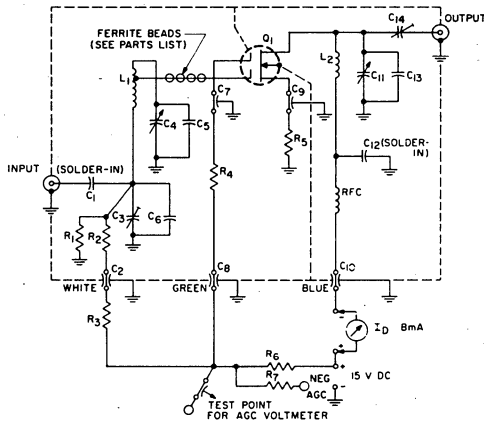 C14
OUTPUT
FERRITE BEADS
(SEE PARTS LIST)
Q1
L1
L2
C7
C9
C11
C13
C4
C5
R5
C12 (SOLDER-
IN)
R4
INPUT
(SOLDER-IN)
C1
RFC
R1
R2
C3
C6
C2
C8
C10
WHITE
GREEN
BLUE
R3
-
ID 8mA
+
R6
+
15 V DC
R7
NEG
AGC
-
TEST POINT
FOR AGC VOLTMETER